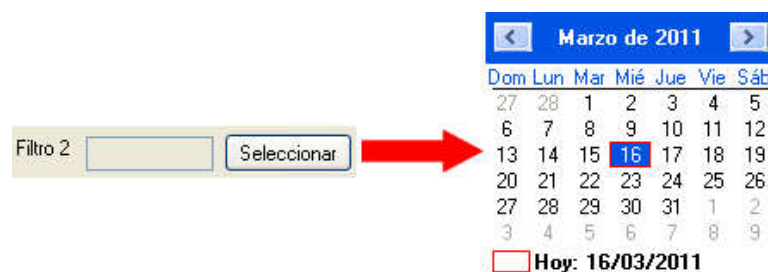 Filtro 2 Seleccionar
Marzo de 2011
Dom Lun Mar Mié Jue Vie Sáb
27 28 1 2 3 4 5
6 7 8 9 10 11 12
13 14 15 16 17 18 19
20 21 22 23 24 25 26
27 28 29 30 31 1 2
3 4 5 6 7 8 9
Hoy: 16/03/2011